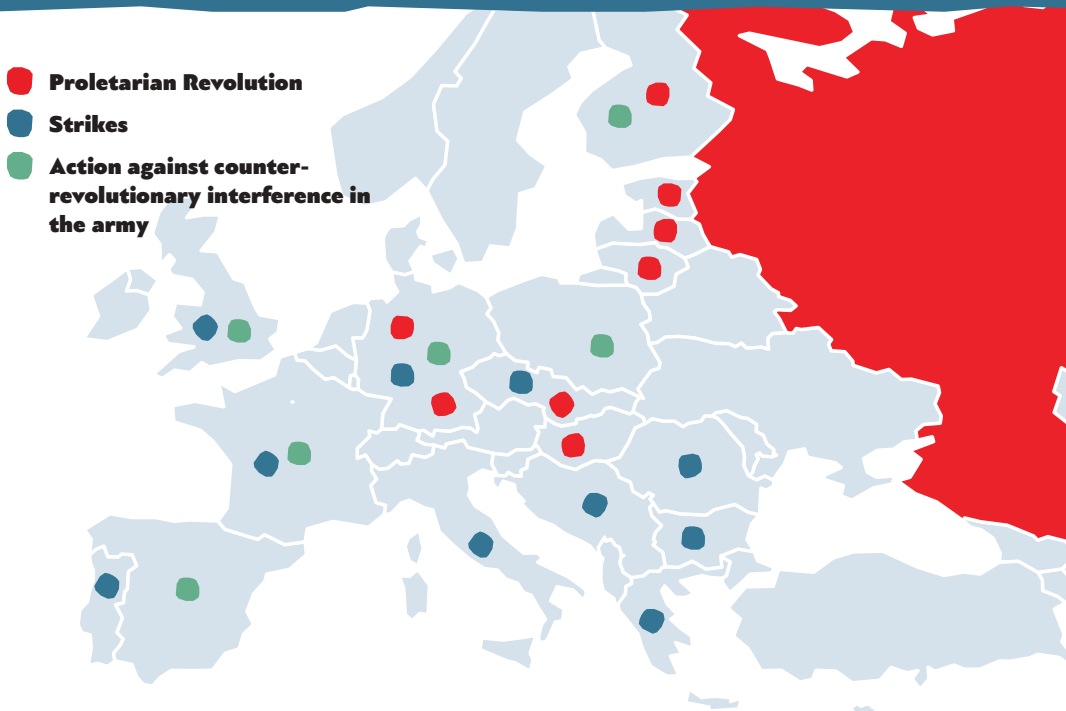 Proletarian Revolution
Strikes
Action against counter-
revolutionary interference in
the army